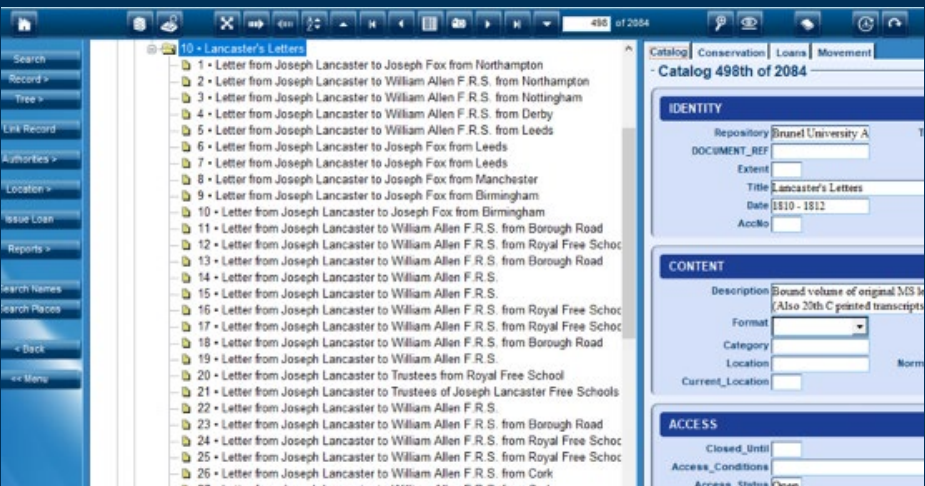 498 of 2084
Search
Record >
Tree >
Link Record
Authorities >
Location >
Issue Loan
Reports >
Search Names
Search Places
< Back
<< Menu
10 • Lancaster's Letters
1 • Letter from Joseph Lancaster to Joseph Fox from Northampton
2 • Letter from Joseph Lancaster to William Allen F.R.S. from Northampton
3 • Letter from Joseph Lancaster to William Allen F.R.S. from Nottingham
4 • Letter from Joseph Lancaster to William Allen F.R.S. from Derby
5 • Letter from Joseph Lancaster to William Allen F.R.S. from Leeds
6 • Letter from Joseph Lancaster to Joseph Fox from Leeds
7 • Letter from Joseph Lancaster to Joseph Fox from Leeds
8 • Letter from Joseph Lancaster to Joseph Fox from Manchester
9 • Letter from Joseph Lancaster to Joseph Fox from Birmingham
10 • Letter from Joseph Lancaster to Joseph Fox from Birmingham
11 • Letter from Joseph Lancaster to William Allen F.R.S. from Borough Road
12 • Letter from Joseph Lancaster to William Allen F.R.S. from Royal Free Schoo
13 • Letter from Joseph Lancaster to William Allen F.R.S. from Borough Road
14 • Letter from Joseph Lancaster to William Allen F.R.S.
15 • Letter from Joseph Lancaster to William Allen F.R.S.
16 • Letter from Joseph Lancaster to William Allen F.R.S. from Royal Free Schoo
17 • Letter from Joseph Lancaster to William Allen F.R.S. from Royal Free Schoo
18 • Letter from Joseph Lancaster to William Allen F.R.S. from Borough Road
19 • Letter from Joseph Lancaster to William Allen F.R.S.
20 • Letter from Joseph Lancaster to Trustees from Royal Free School
21 • Letter from Joseph Lancaster to Trustees of Joseph Lancaster Free Schools
22 • Letter from Joseph Lancaster to William Allen F.R.S.
23 • Letter from Joseph Lancaster to William Allen F.R.S. from Borough Road
24 • Letter from Joseph Lancaster to William Allen F.R.S. from Royal Free Schoo
25 • Letter from Joseph Lancaster to William Allen F.R.S. from Royal Free Schoo
26 • Letter from Joseph Lancaster to William Allen F.R.S. from Cork
Catalog Conservation Loans Movement
Catalog 498th of 2084
IDENTITY
Repository Brunel University A
DOCUMENT_REF
Extent
Title Lancaster's Letters
Date 1810 - 1812
AccNo
CONTENT
Description Bound volume of original MS le
(Also 20th C printed transcripts
Format
Category
Location Norm
Current_Location
ACCESS
Closed_Until
Access_Conditions
Access_Status Open